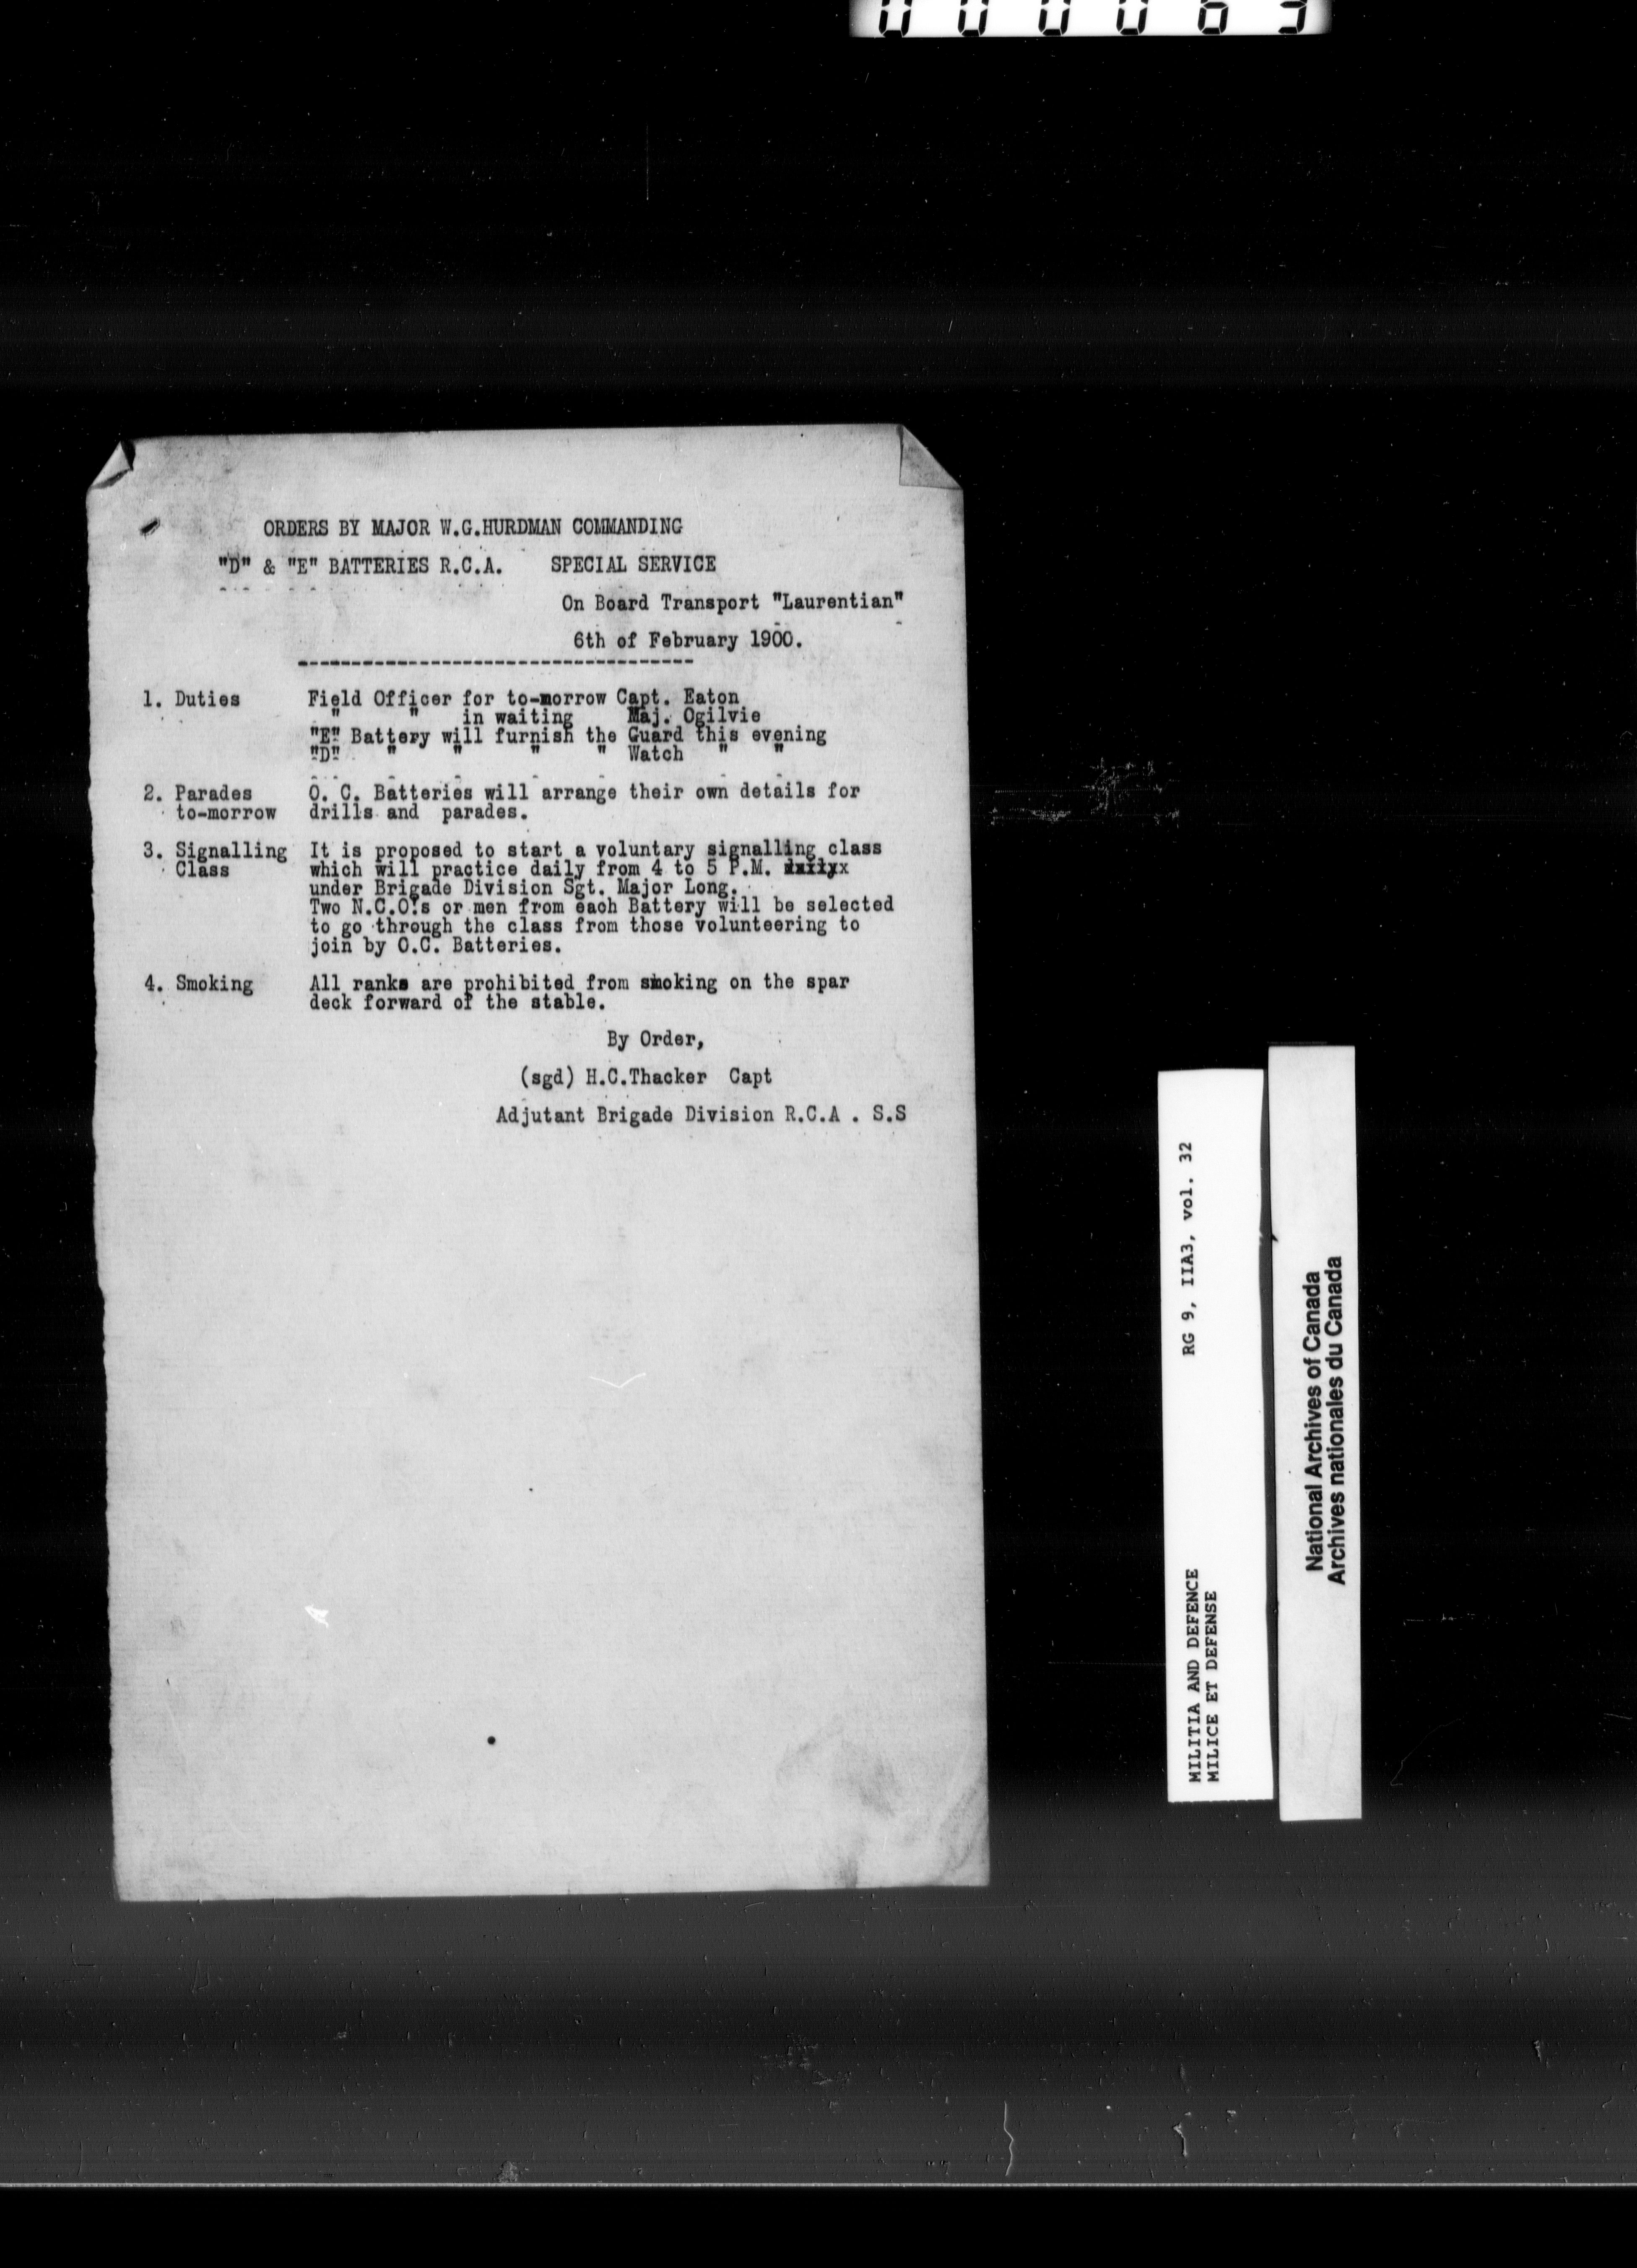 ORDERS BY MAJOR W.G.HURDMAN COMMANDING
"D" & "E" BATTERIES R.C.A. SPECIAL SERVICE
On Board Transport "Laurentian"
6th of February 1900.
------------------------------------
1. Duties Field Officer for to-morrow Capt. Eaton
" " in waiting Maj. Ogilvie
"E" Battery will furnish the Guard this evening
"D" " " " " Watch " "
2. Parades O. C. Batteries will arrange their own details for
to-morrow drills and parades.
3. Signalling It is proposed to start a voluntary signalling class
Class which will practice daily from 4 to 5 P.M.
under Brigade Division Sgt. Major Long.
Two N.C.O's or men from each Battery will be selected
to go through the class from those volunteering to
join by O.C. Batteries.
4. Smoking All ranks are prohibited from smoking on the spar
deck forward of the stable.
By Order,
(sgd) H.C.Thacker Capt
Adjutant Brigade Division R.C.A . S.S
MILITIA AND DEFENCE RG 9, IIA3, vol. 32
MILICE ET DEFENSE
National Archives of Canada
Archives nationales du Canada